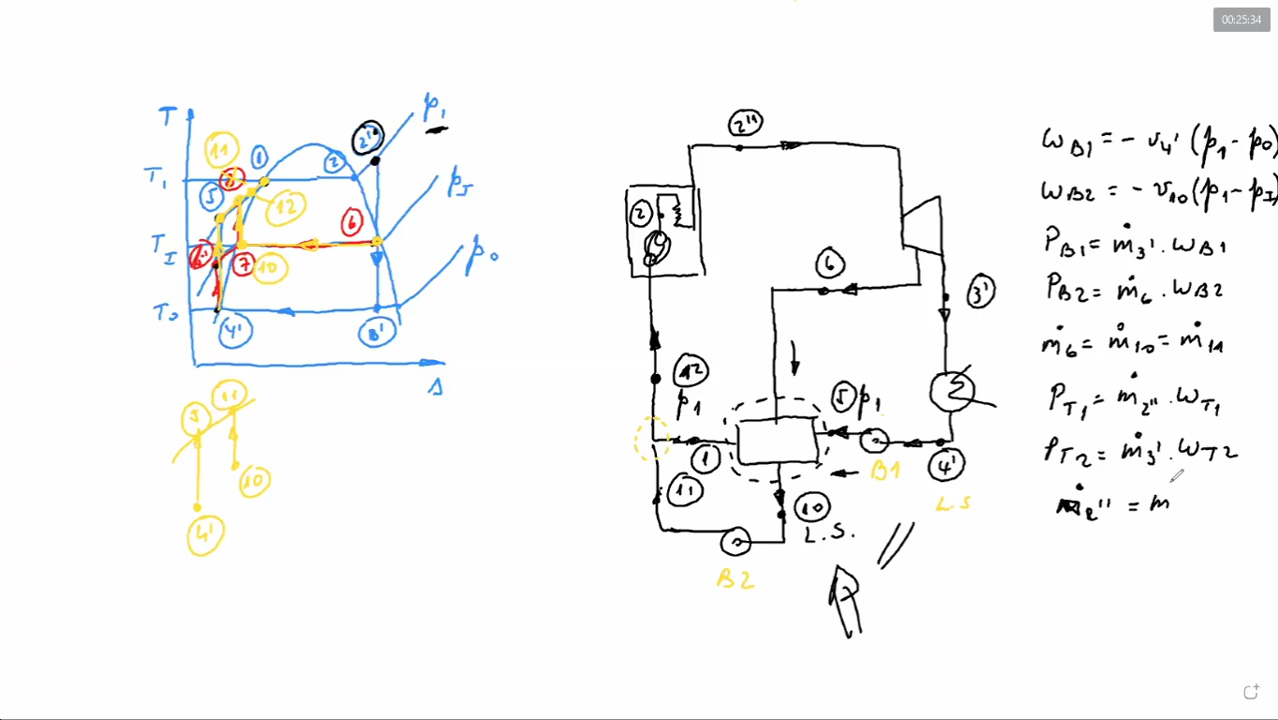 00:25:34
T
p1
2''
11
1
2
T1
8
5
12
pI
6
TI
6'
7
10
p0
T0
4'
3'
s
5
11
10
4'
2''
2
6
3'
12
p1
5 p1
1
B1
4'
11
10
L.S
L.S.
B2
wB1 = - v4' (p1 - p0
wB2 = - v10 (p1 - pI
PB1 = ṁ3' . wB1
PB2 = ṁ6 . wB2
ṁ6 = ṁ10 = ṁ11
PT1 = ṁ2'' . wT1
PT2 = ṁ3' . wT2
ṁ2'' = m